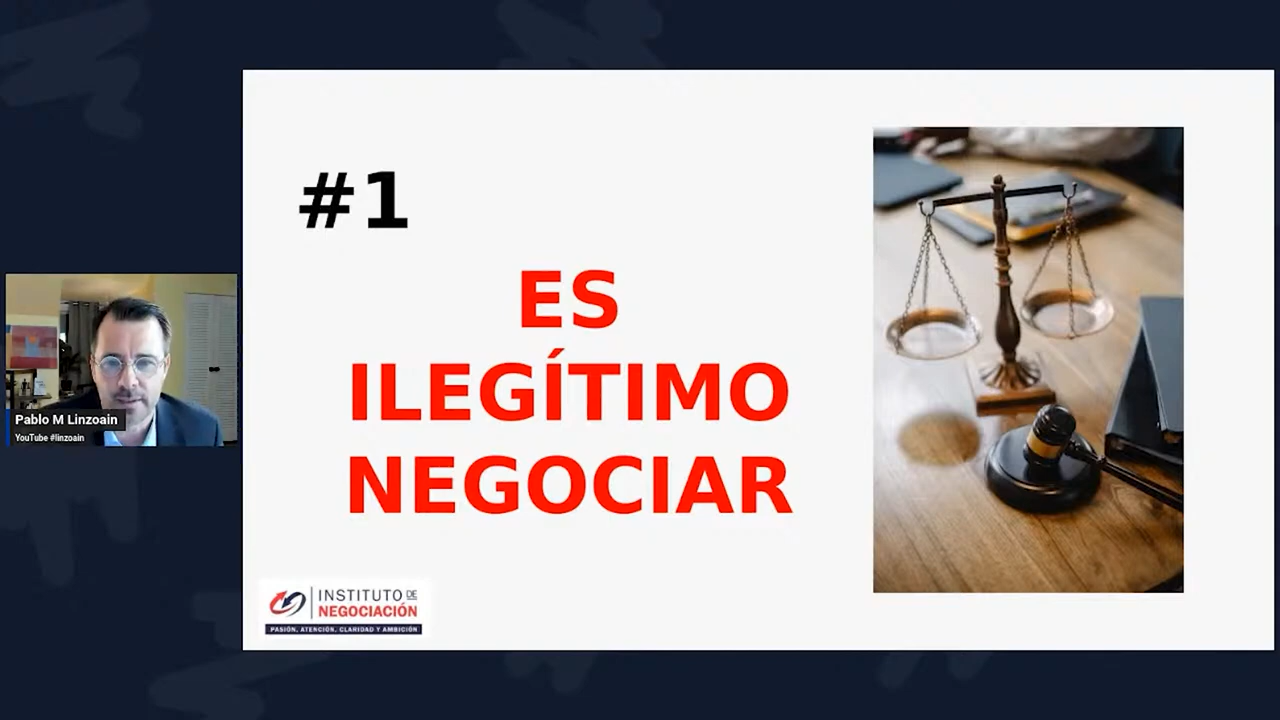 #1
ES
ILEGÍTIMO
NEGOCIAR
Pablo M Linzoain
YouTube #linzoain
INSTITUTO DE
NEGOCIACIÓN
PASIÓN, ATENCIÓN, CLARIDAD Y AMBICIÓN